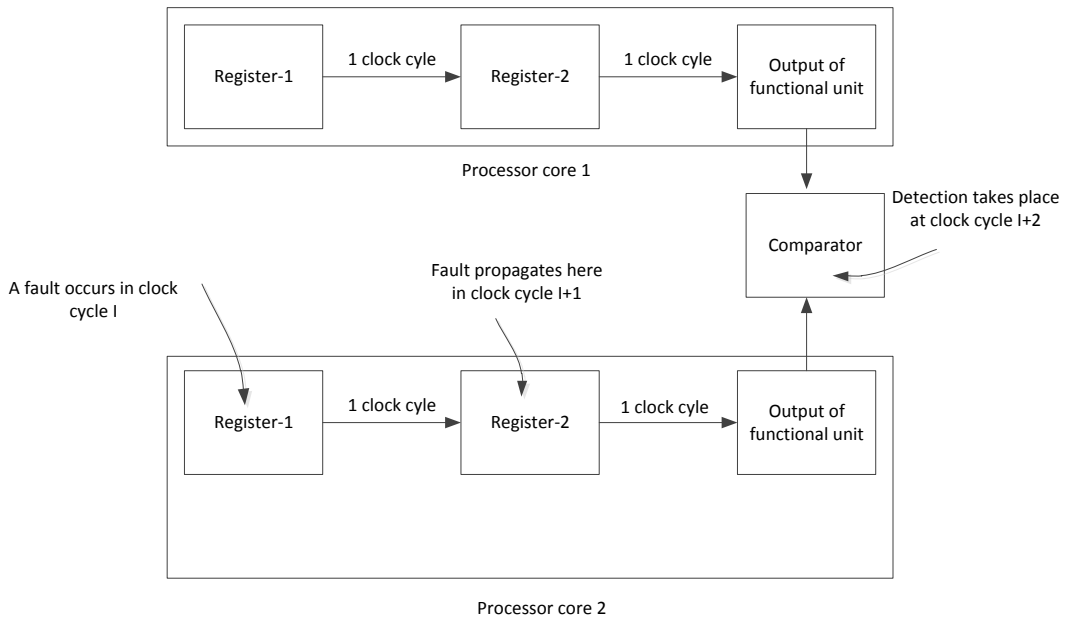 Register-1
1 clock cyle
Register-2
1 clock cyle
Output of
functional unit
Processor core 1
Comparator
Detection takes place
at clock cycle I+2
A fault occurs in clock
cycle I
Fault propagates here
in clock cycle I+1
Register-1
1 clock cyle
Register-2
1 clock cyle
Output of
functional unit
Processor core 2